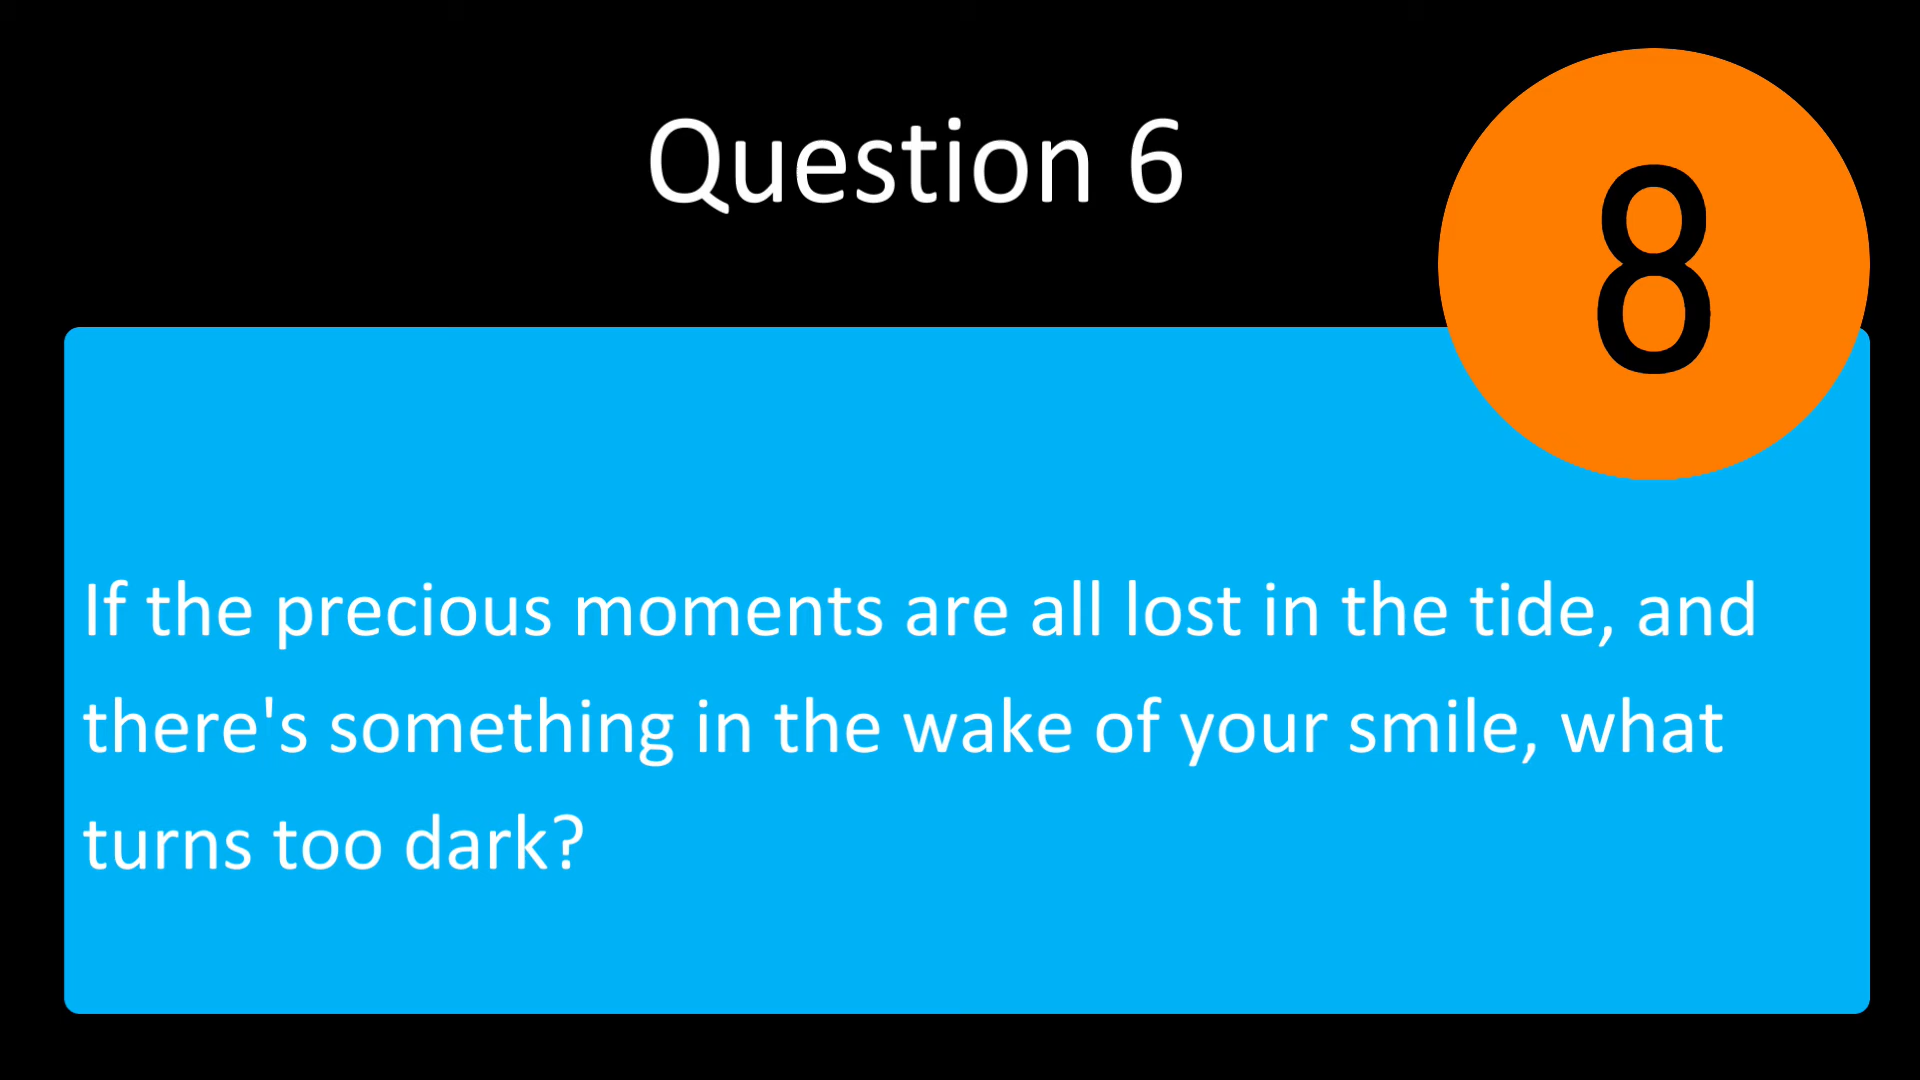 Question 6
8
If the precious moments are all lost in the tide, and
there's something in the wake of your smile, what
turns too dark?